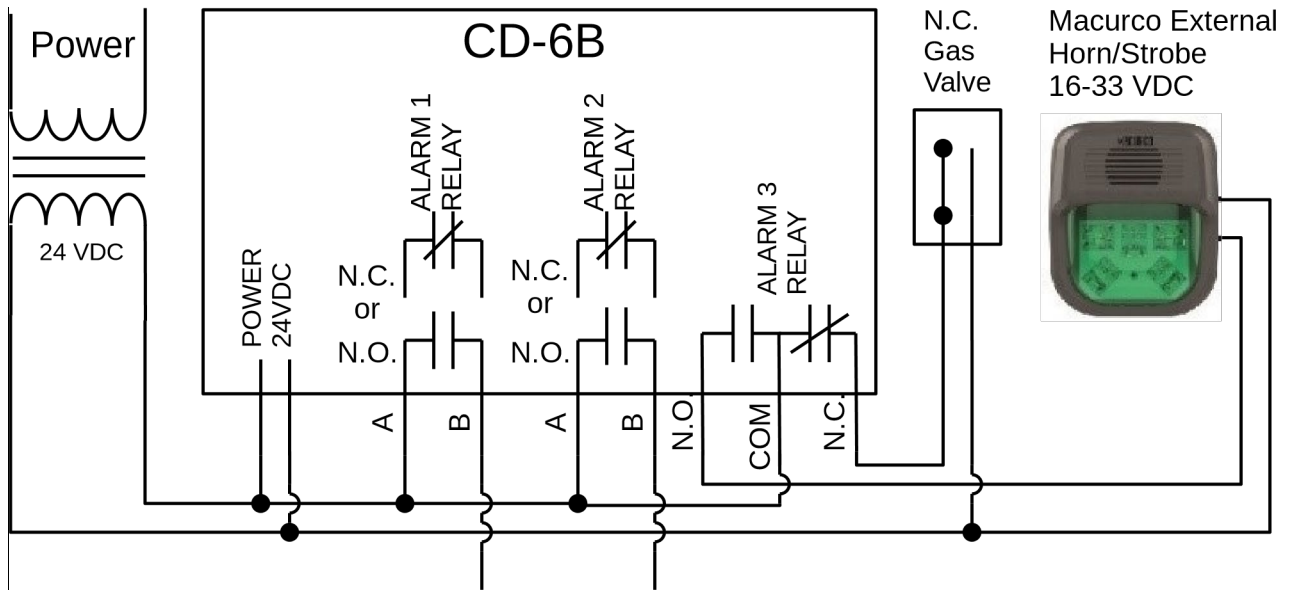 Power
24 VDC
CD-6B
POWER
24VDC
ALARM 1
RELAY
N.C.
or
N.O.
A
B
ALARM 2
RELAY
N.C.
or
N.O.
A
B
ALARM 3
RELAY
N.O.
COM
N.C.
N.C.
Gas
Valve
Macurco External
Horn/Strobe
16-33 VDC